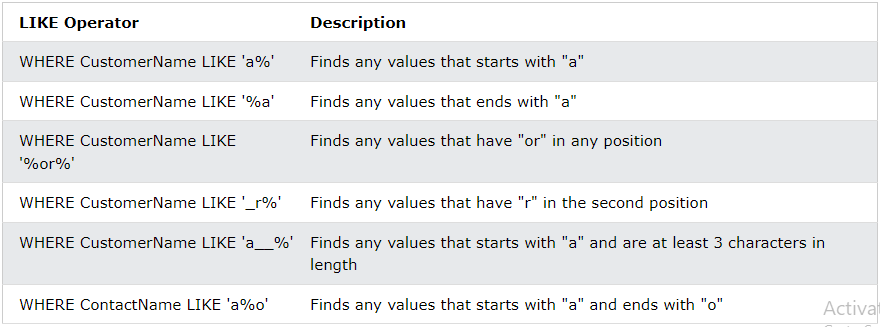 LIKE Operator Description
WHERE CustomerName LIKE 'a%' Finds any values that starts with "a"
WHERE CustomerName LIKE '%a' Finds any values that ends with "a"
WHERE CustomerName LIKE Finds any values that have "or" in any position
'%or%'
WHERE CustomerName LIKE '_r%' Finds any values that have "r" in the second position
WHERE CustomerName LIKE 'a__%' Finds any values that starts with "a" and are at least 3 characters in
length
WHERE ContactName LIKE 'a%o' Finds any values that starts with "a" and ends with "o"
Activat